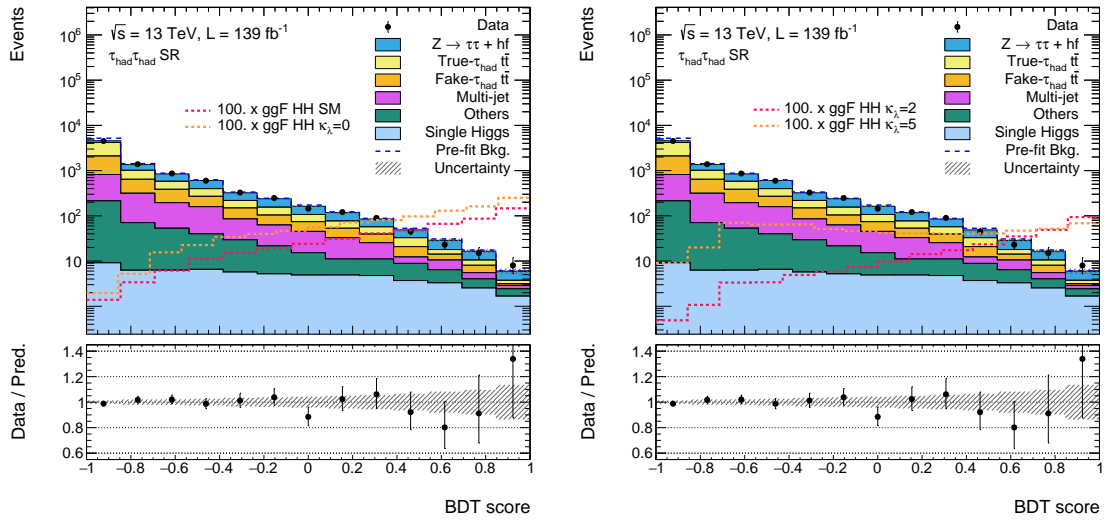 Events
10⁶
10⁵
10⁴
10³
10²
10
√s = 13 TeV, L = 139 fb⁻¹
τhadτhad SR
100. x ggF HH SM
100. x ggF HH κλ=0
Data
Z → ττ + hf
True-τhad tt̄
Fake-τhad tt̄
Multi-jet
Others
Single Higgs
Pre-fit Bkg.
Uncertainty
Data / Pred.
1.4
1.2
1.0
0.8
0.6
−1 −0.8 −0.6 −0.4 −0.2 0 0.2 0.4 0.6 0.8 1
BDT score
Events
10⁶
10⁵
10⁴
10³
10²
10
√s = 13 TeV, L = 139 fb⁻¹
τhadτhad SR
100. x ggF HH κλ=2
100. x ggF HH κλ=5
Data
Z → ττ + hf
True-τhad tt̄
Fake-τhad tt̄
Multi-jet
Others
Single Higgs
Pre-fit Bkg.
Uncertainty
Data / Pred.
1.4
1.2
1.0
0.8
0.6
−1 −0.8 −0.6 −0.4 −0.2 0 0.2 0.4 0.6 0.8 1
BDT score